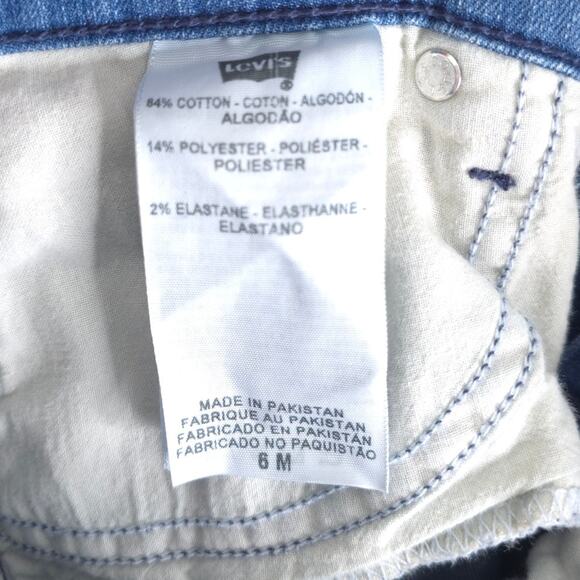 Levi's
®
84% COTTON - COTON - ALGODÓN -
ALGODÃO
14% POLYESTER - POLIÉSTER -
POLIESTER
2% ELASTANE - ELASTHANNE -
ELASTANO
MADE IN PAKISTAN
FABRIQUE AU PAKISTAN
FABRICADO EN PAKISTÁN
FABRICADO NO PAQUISTÃO
6 M